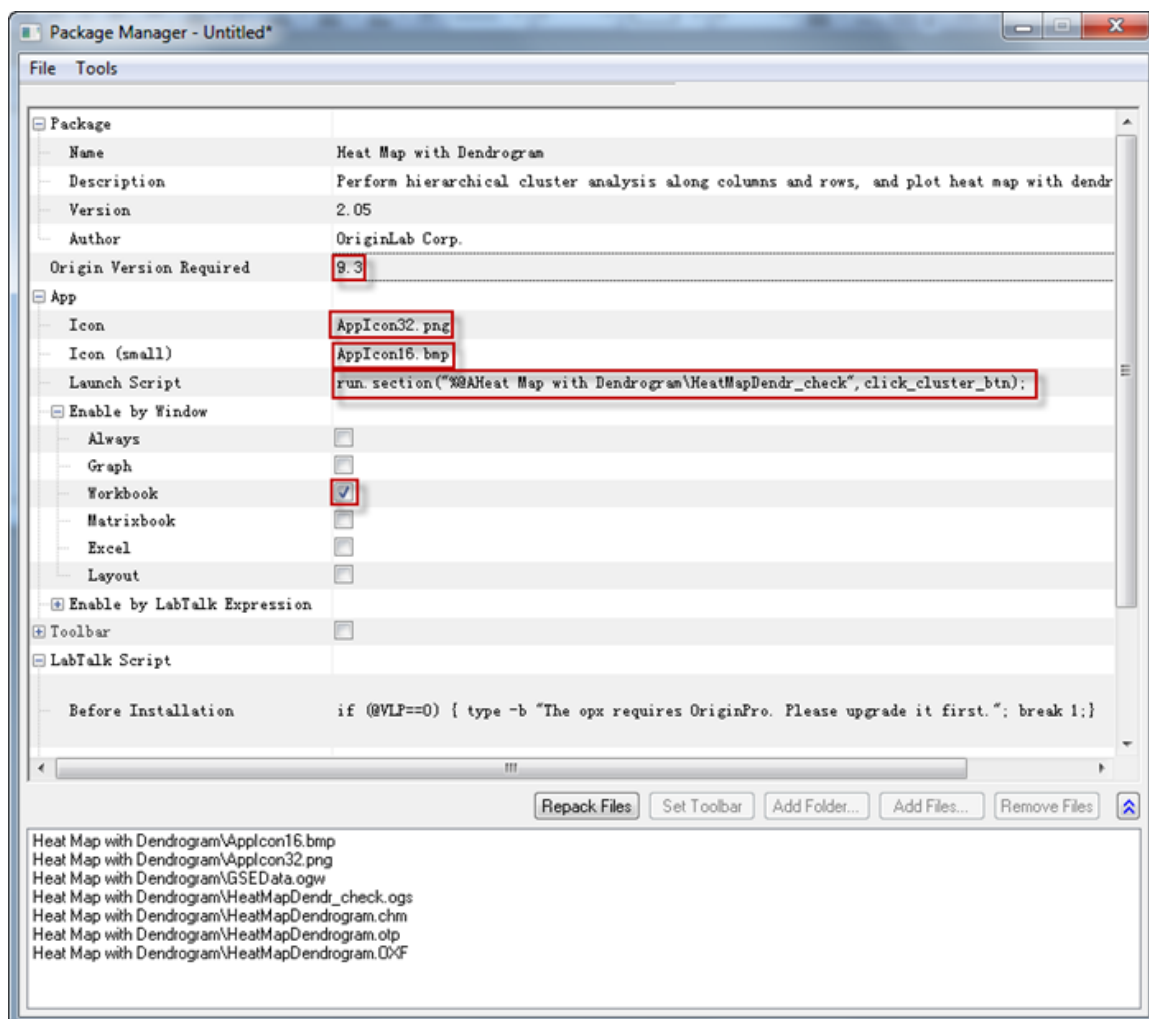 Package Manager - Untitled*
File Tools
Package
Name Heat Map with Dendrogram
Description Perform hierarchical cluster analysis along columns and rows, and plot heat map with dendr
Version 2.05
Author OriginLab Corp.
Origin Version Required 9.3
App
Icon AppIcon32.png
Icon (small) AppIcon16.bmp
Launch Script run.section("%@AHeat Map with Dendrogram\HeatMapDendr_check",click_cluster_btn);
Enable by Window
Always
Graph
Workbook
Matrixbook
Excel
Layout
Enable by LabTalk Expression
Toolbar
LabTalk Script
Before Installation if (@VLP==0) { type -b "The opx requires OriginPro. Please upgrade it first."; break 1;}
Repack Files Set Toolbar Add Folder... Add Files... Remove Files
Heat Map with Dendrogram\AppIcon16.bmp
Heat Map with Dendrogram\AppIcon32.png
Heat Map with Dendrogram\GSEData.ogw
Heat Map with Dendrogram\HeatMapDendr_check.ogs
Heat Map with Dendrogram\HeatMapDendrogram.chm
Heat Map with Dendrogram\HeatMapDendrogram.otp
Heat Map with Dendrogram\HeatMapDendrogram.OXF